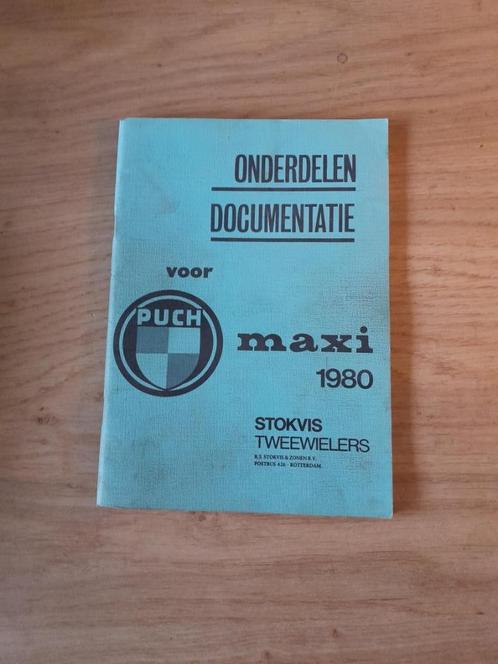 ONDERDELEN
DOCUMENTATIE
voor
PUCH
maxi
1980
STOKVIS
TWEEWIELERS
R.S. STOKVIS & ZONEN B.V.
POSTBUS 426 - ROTTERDAM.